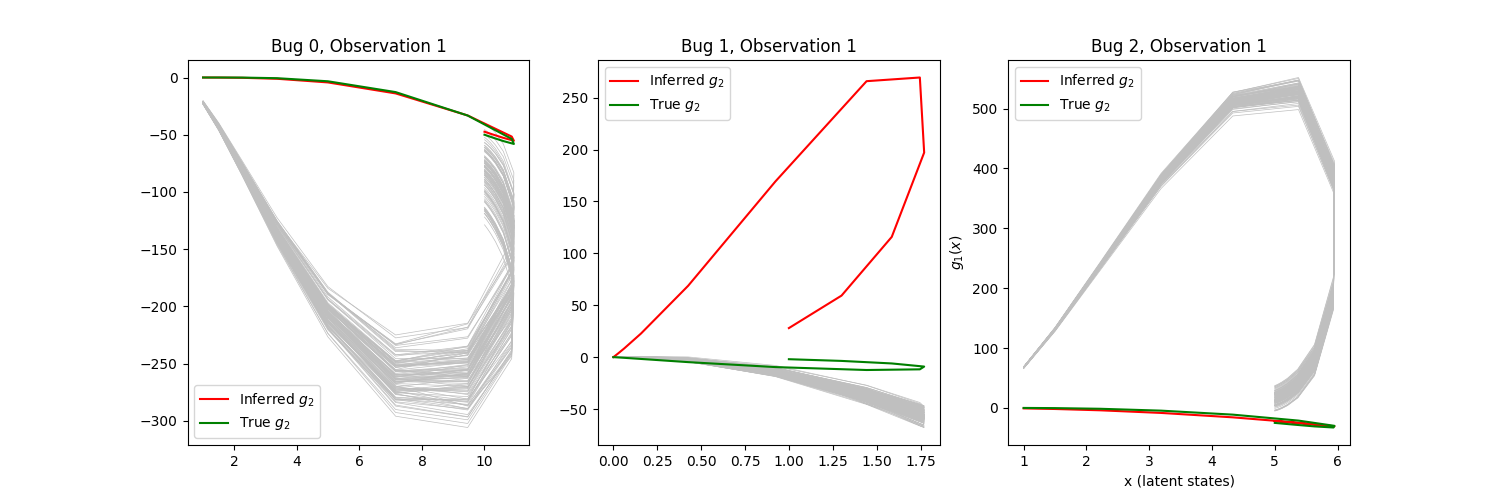 Bug 0, Observation 1
0
−50
−100
−150
−200
−250
−300
2 4 6 8 10
Inferred g₂
True g₂
Bug 1, Observation 1
Inferred g₂
True g₂
250
200
150
100
50
0
−50
0.00 0.25 0.50 0.75 1.00 1.25 1.50 1.75
Bug 2, Observation 1
Inferred g₂
True g₂
g₁(x)
500
400
300
200
100
0
1 2 3 4 5 6
x (latent states)